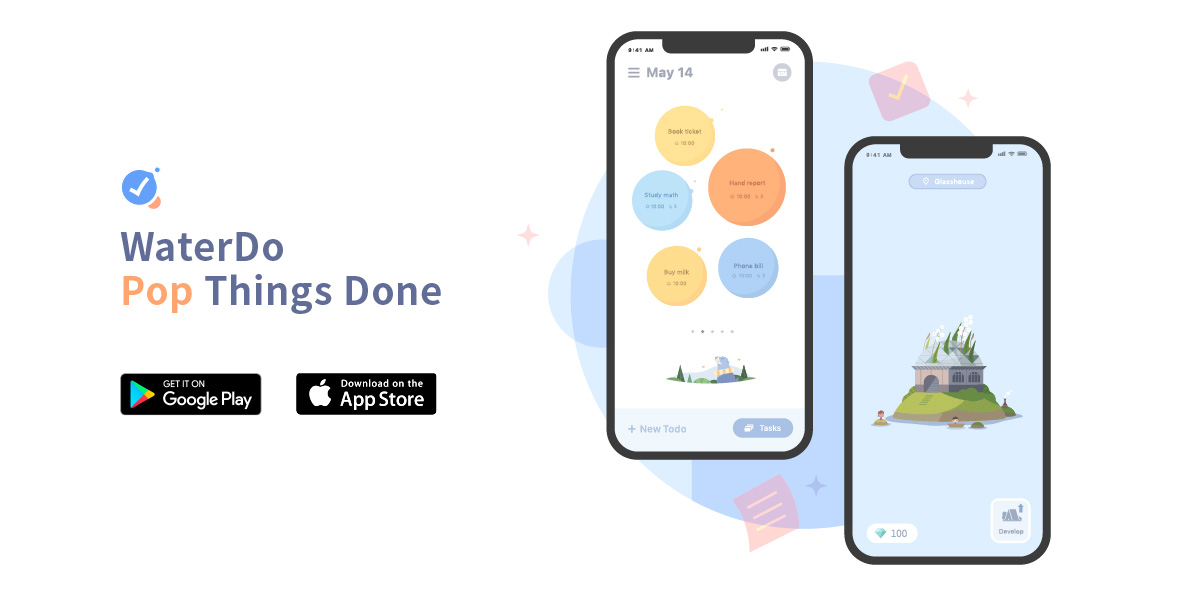 WaterDo
Pop Things Done
GET IT ON
Google Play
Download on the
App Store
9:41 AM
May 14
Book ticket
10:00
Hand report
10:00 3
Study math
10:00 3
Phone bill
10:00 3
Buy milk
10:00
+ New Todo
Tasks
9:41 AM
Glasshouse
100
Develop